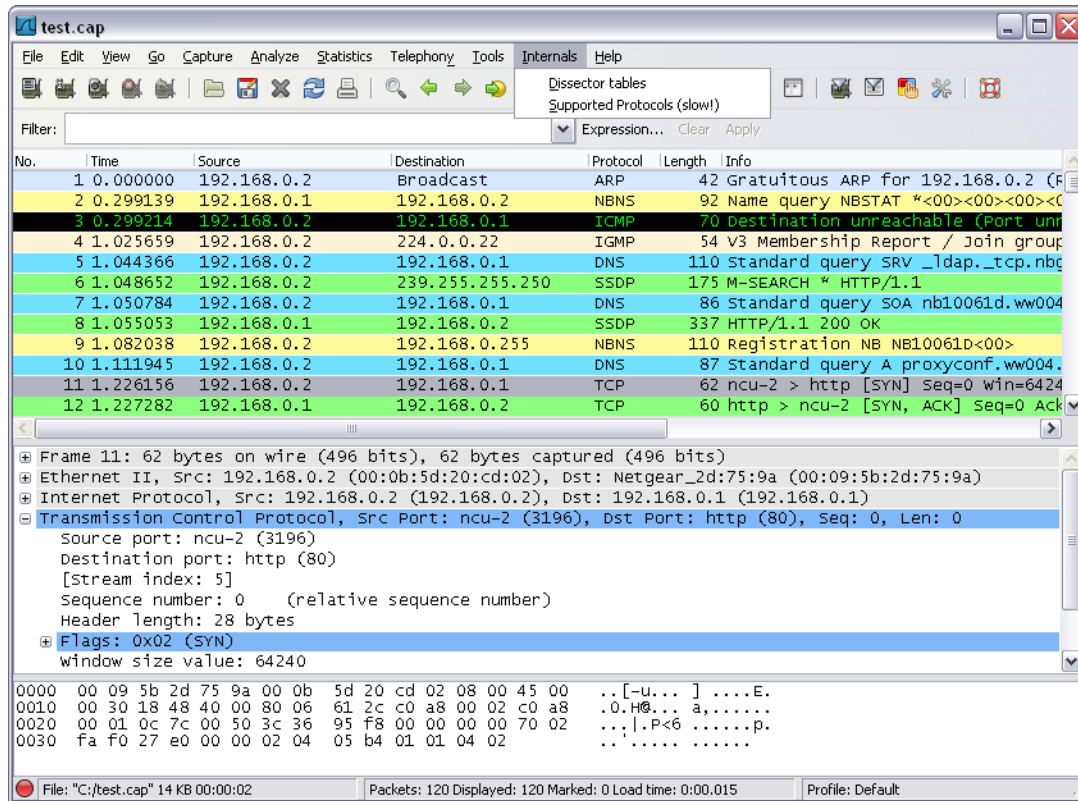 test.cap
File Edit View Go Capture Analyze Statistics Telephony Tools Internals Help
Dissector tables
Supported Protocols (slow!)
Filter: Expression... Clear Apply
No. Time Source Destination Protocol Length Info
1 0.000000 192.168.0.2 Broadcast ARP 42 Gratuitous ARP for 192.168.0.2 (R
2 0.299139 192.168.0.1 192.168.0.2 NBNS 92 Name query NBSTAT *<00><00><00><0
3 0.299214 192.168.0.2 192.168.0.1 ICMP 70 Destination unreachable (Port unr
4 1.025659 192.168.0.2 224.0.0.22 IGMP 54 V3 Membership Report / Join group
5 1.044366 192.168.0.2 192.168.0.1 DNS 110 Standard query SRV _ldap._tcp.nbg
6 1.048652 192.168.0.2 239.255.255.250 SSDP 175 M-SEARCH * HTTP/1.1
7 1.050784 192.168.0.2 192.168.0.1 DNS 86 Standard query SOA nb10061d.ww004
8 1.055053 192.168.0.1 192.168.0.2 SSDP 337 HTTP/1.1 200 OK
9 1.082038 192.168.0.2 192.168.0.255 NBNS 110 Registration NB NB10061D<00>
10 1.111945 192.168.0.2 192.168.0.1 DNS 87 Standard query A proxyconf.ww004.
11 1.226156 192.168.0.2 192.168.0.1 TCP 62 ncu-2 > http [SYN] Seq=0 Win=6424
12 1.227282 192.168.0.1 192.168.0.2 TCP 60 http > ncu-2 [SYN, ACK] Seq=0 Ack
Frame 11: 62 bytes on wire (496 bits), 62 bytes captured (496 bits)
Ethernet II, Src: 192.168.0.2 (00:0b:5d:20:cd:02), Dst: Netgear_2d:75:9a (00:09:5b:2d:75:9a)
Internet Protocol, Src: 192.168.0.2 (192.168.0.2), Dst: 192.168.0.1 (192.168.0.1)
Transmission Control Protocol, Src Port: ncu-2 (3196), Dst Port: http (80), Seq: 0, Len: 0
Source port: ncu-2 (3196)
Destination port: http (80)
[Stream index: 5]
Sequence number: 0 (relative sequence number)
Header length: 28 bytes
Flags: 0x02 (SYN)
Window size value: 64240
0000 00 09 5b 2d 75 9a 00 0b 5d 20 cd 02 08 00 45 00 ..[-u... ] ....E.
0010 00 30 18 48 40 00 80 06 61 2c c0 a8 00 02 c0 a8 .0.H@... a,......
0020 00 01 0c 7c 00 50 3c 36 95 f8 00 00 00 00 70 02 ...|.P<6 ......p.
0030 fa f0 27 e0 00 00 02 04 05 b4 01 01 04 02 ..'..... ......
File: "C:/test.cap" 14 KB 00:00:02 Packets: 120 Displayed: 120 Marked: 0 Load time: 0:00.015 Profile: Default